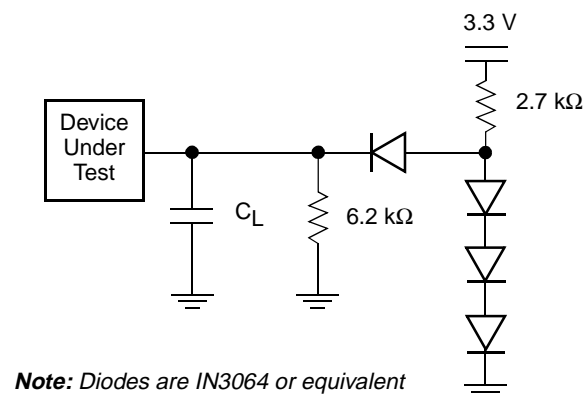 3.3 V
2.7 kΩ
Device
Under
Test
C_L
6.2 kΩ
Note: Diodes are IN3064 or equivalent